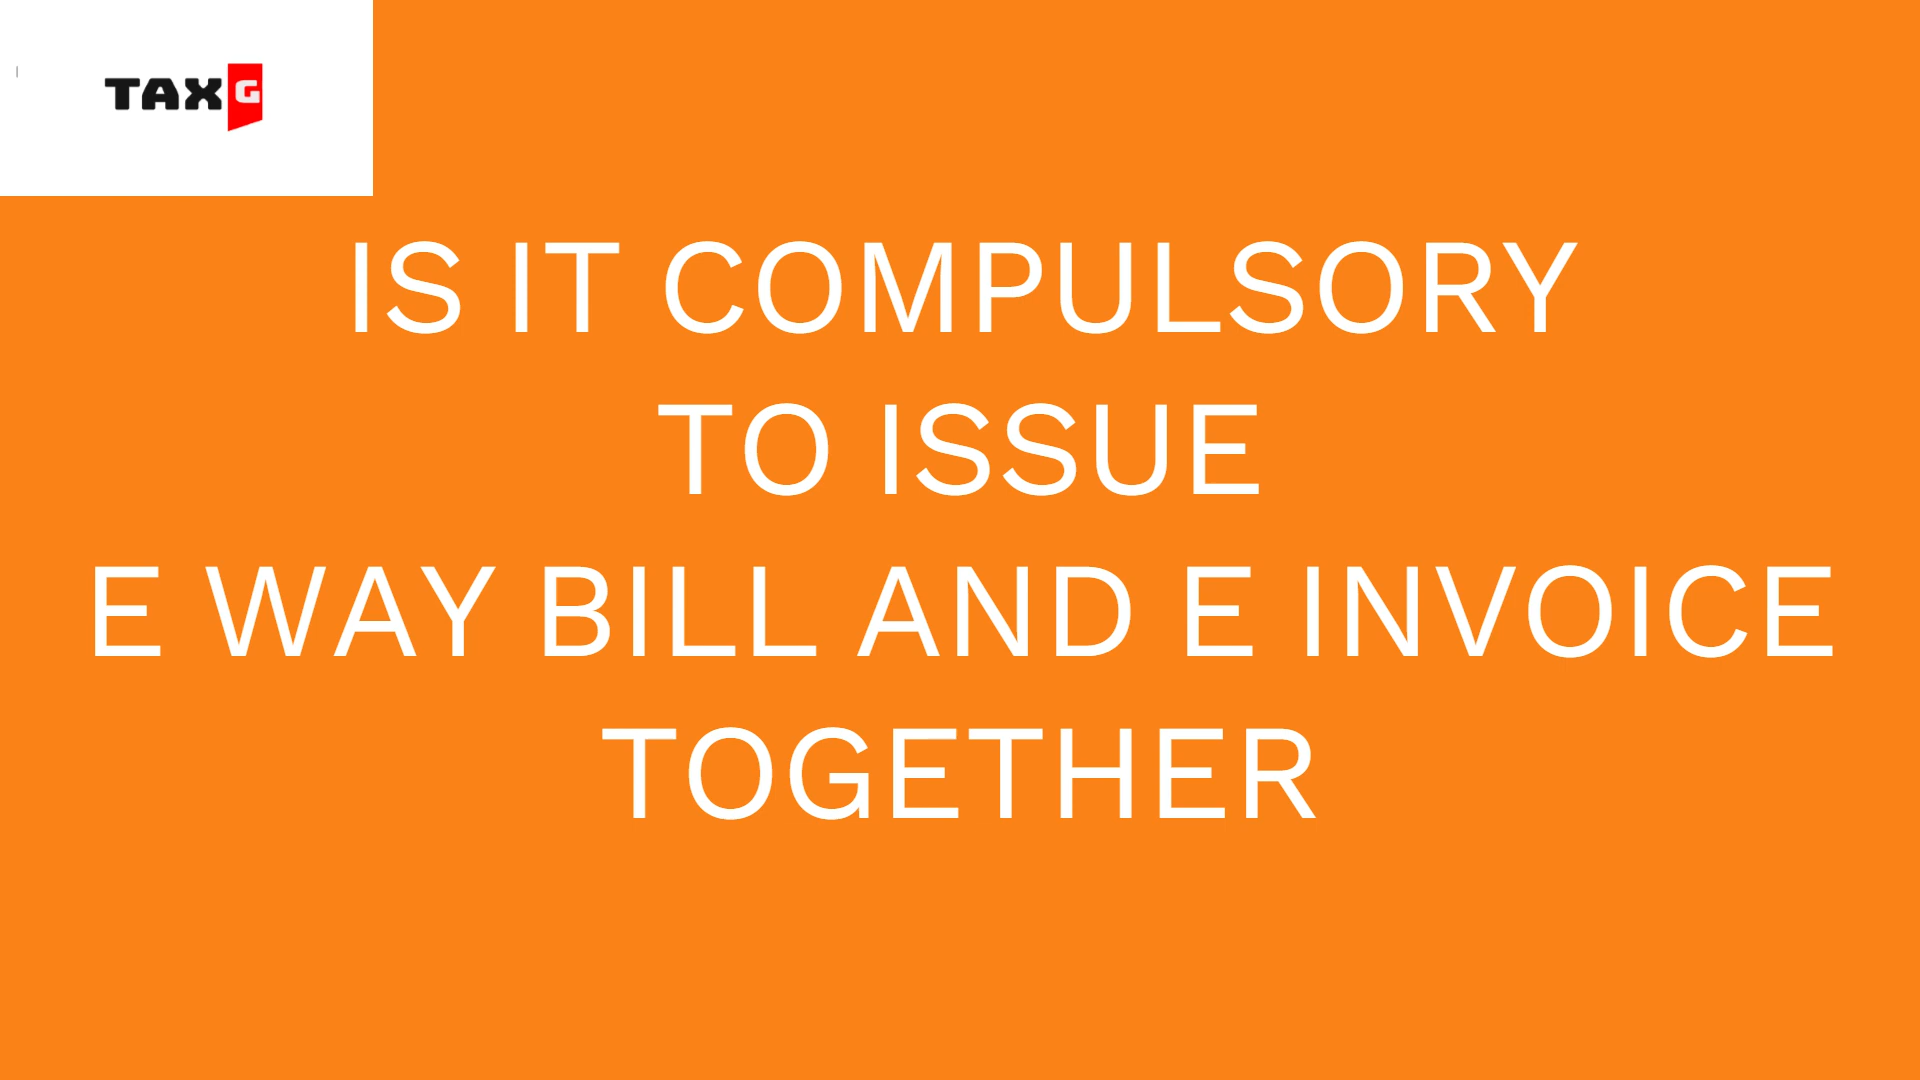 TAXG
IS IT COMPULSORY
TO ISSUE
E WAY BILL AND E INVOICE
TOGETHER